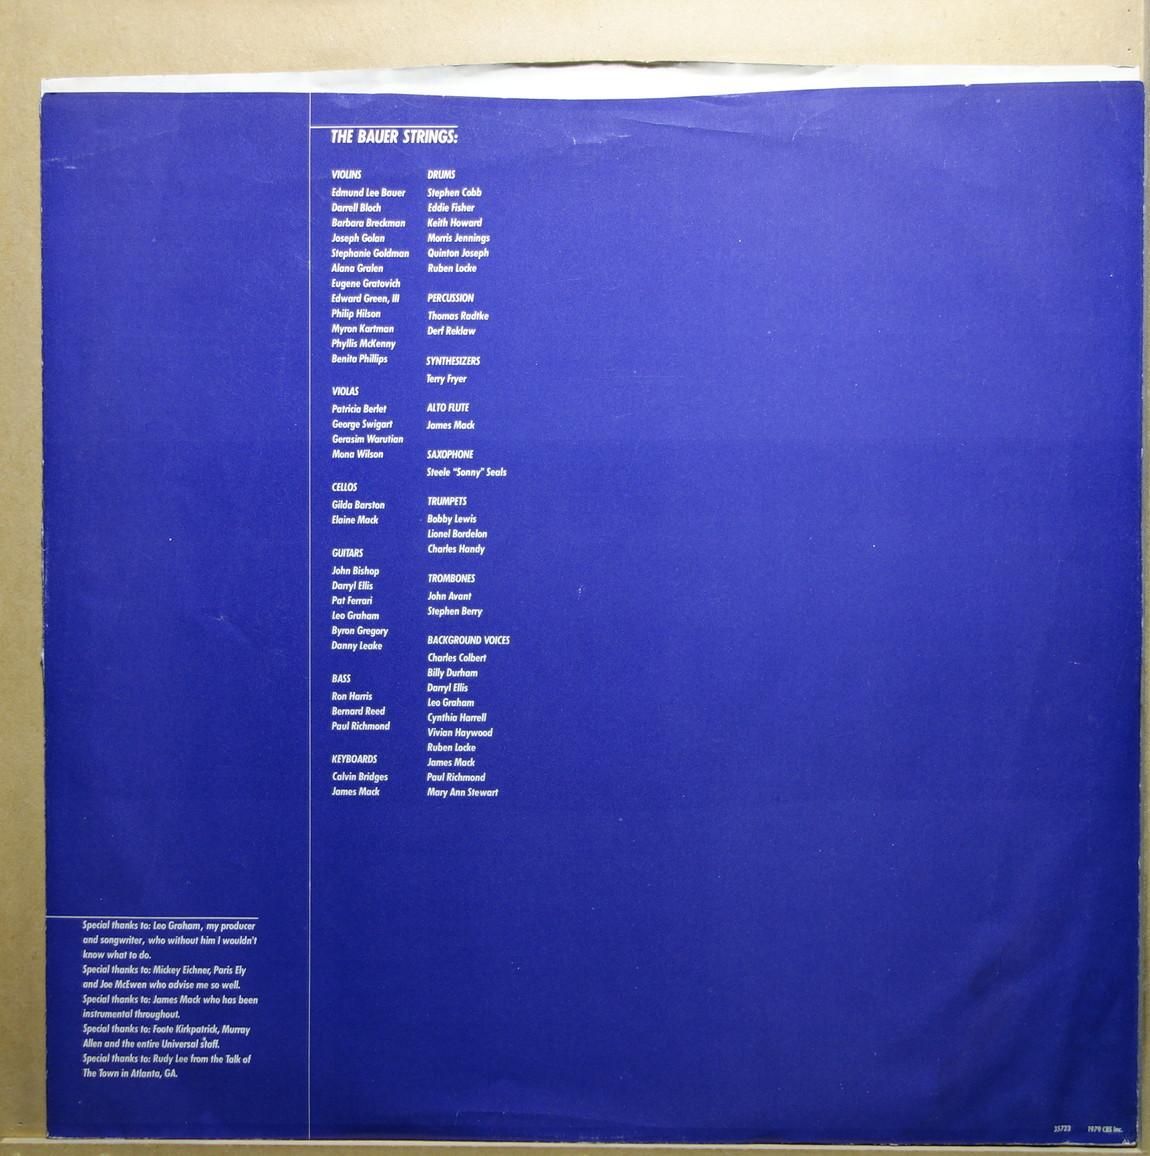 THE BAUER STRINGS:
VIOLINS
Edmund Lee Bauer
Darrell Bloch
Barbara Breckman
Joseph Golan
Stephanie Goldman
Alana Gralen
Eugene Gratovich
Edward Green, III
Philip Hilson
Myron Kartman
Phyllis McKenny
Benita Phillips
VIOLAS
Patricia Berlet
George Swigart
Gerasim Warutian
Mona Wilson
CELLOS
Gilda Barston
Elaine Mack
GUITARS
John Bishop
Darryl Ellis
Pat Ferrari
Leo Graham
Byron Gregory
Danny Leake
BASS
Ron Harris
Bernard Reed
Paul Richmond
KEYBOARDS
Calvin Bridges
James Mack
DRUMS
Stephen Cobb
Eddie Fisher
Keith Howard
Morris Jennings
Quinton Joseph
Ruben Locke
PERCUSSION
Thomas Radtke
Derf Reklaw
SYNTHESIZERS
Terry Fryer
ALTO FLUTE
James Mack
SAXOPHONE
Steele "Sonny" Seals
TRUMPETS
Bobby Lewis
Lionel Bordelon
Charles Handy
TROMBONES
John Avant
Stephen Berry
BACKGROUND VOICES
Charles Colbert
Billy Durham
Darryl Ellis
Leo Graham
Cynthia Harrell
Vivian Haywood
Ruben Locke
James Mack
Paul Richmond
Mary Ann Stewart
Special thanks to: Leo Graham, my producer
and songwriter, who without him I wouldn't
know what to do.
Special thanks to: Mickey Eichner, Paris Ely
and Joe McEwen who advise me so well.
Special thanks to: James Mack who has been
instrumental throughout.
Special thanks to: Foote Kirkpatrick, Murray
Allen and the entire Universal staff.
Special thanks to: Rudy Lee from the Talk of
The Town in Atlanta, GA.
35723 1979 CBS Inc.